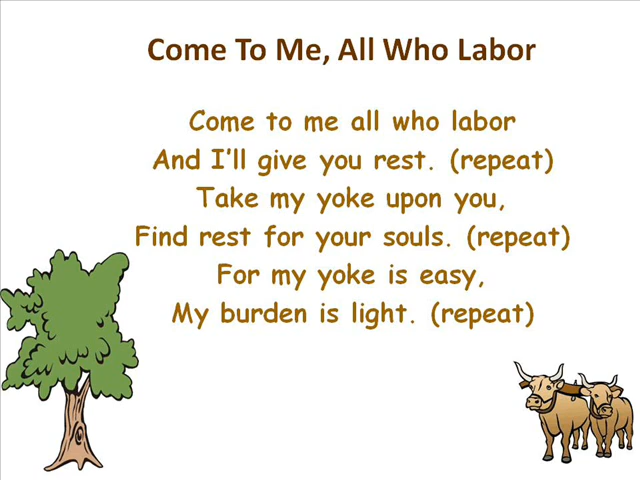 Come To Me, All Who Labor
Come to me all who labor
And I'll give you rest. (repeat)
Take my yoke upon you,
Find rest for your souls. (repeat)
For my yoke is easy,
My burden is light. (repeat)